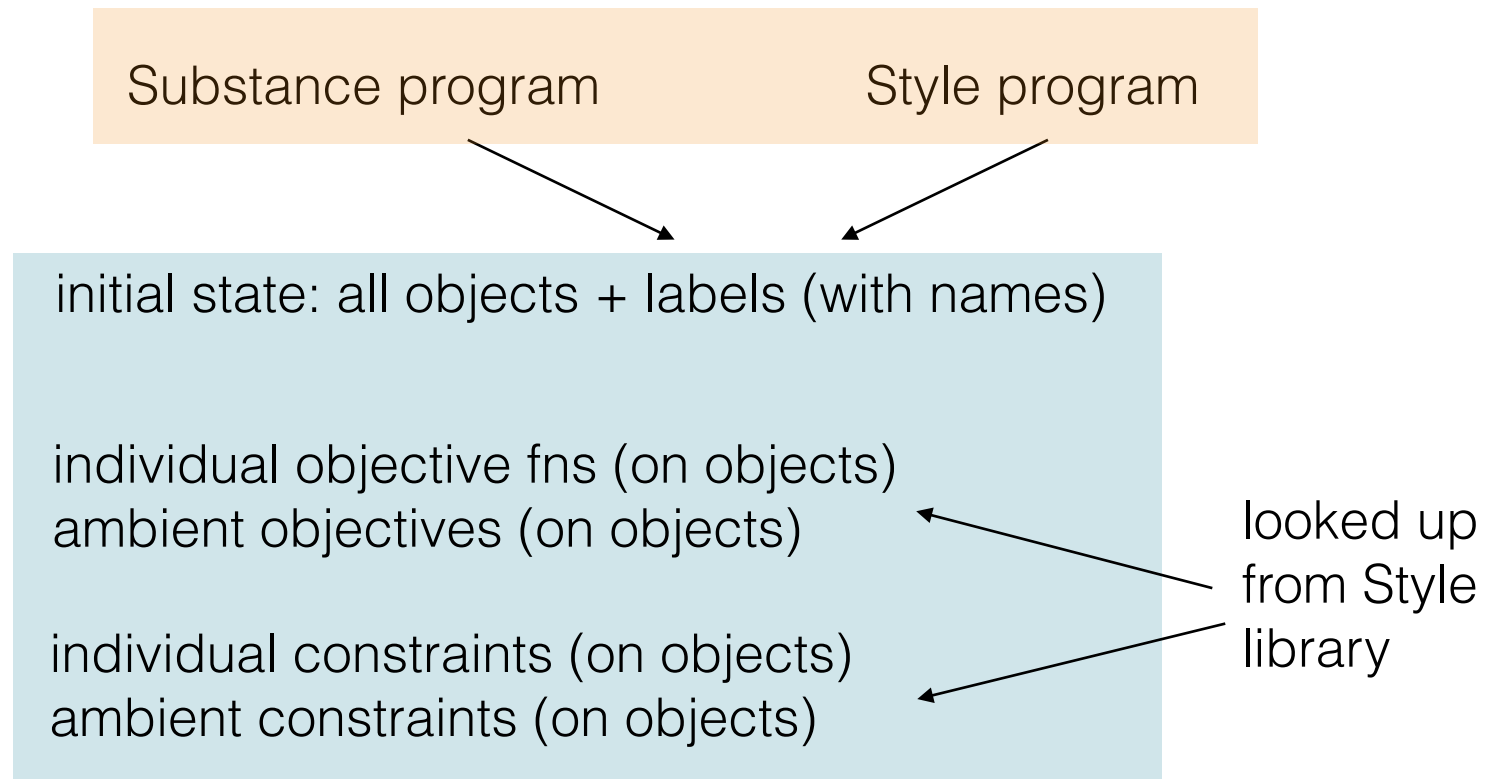 Substance program
Style program
initial state: all objects + labels (with names)
individual objective fns (on objects)
ambient objectives (on objects)
individual constraints (on objects)
ambient constraints (on objects)
looked up
from Style
library